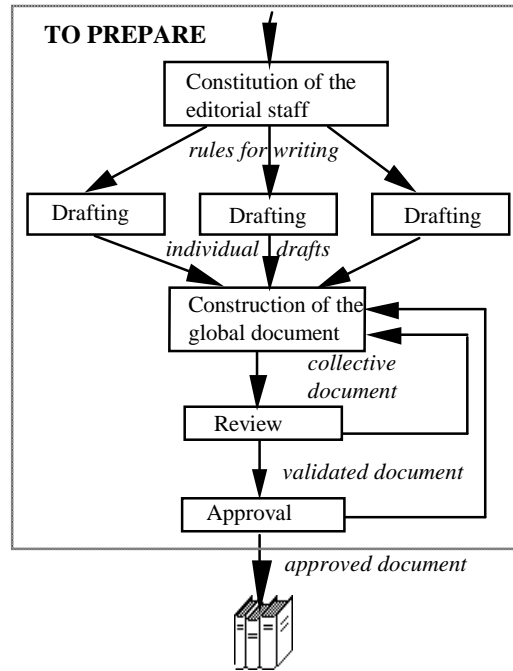 TO PREPARE
Constitution of the
editorial staff
rules for writing
Drafting
Drafting
Drafting
individual drafts
Construction of the
global document
collective
document
Review
validated document
Approval
approved document